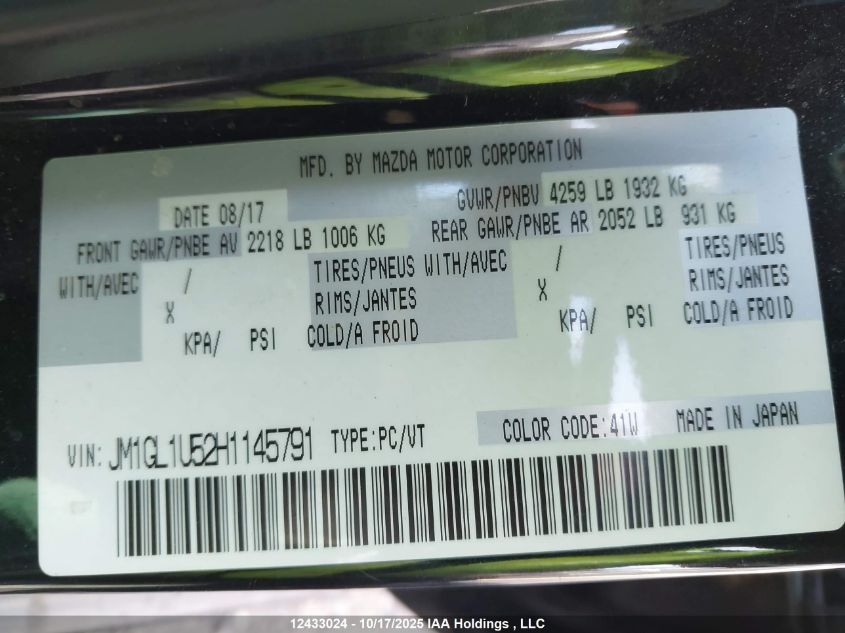 MFD. BY MAZDA MOTOR CORPORATION
DATE 08/17 GVWR/PNBV 4259 LB 1932 KG
FRONT GAWR/PNBE AV 2218 LB 1006 KG REAR GAWR/PNBE AR 2052 LB 931 KG
WITH/AVEC / TIRES/PNEUS WITH/AVEC / TIRES/PNEUS
X RIMS/JANTES X RIMS/JANTES
KPA/ PSI COLD/A FROID KPA/ PSI COLD/A FROID
VIN: JM1GL1U52H1145791 TYPE:PC/VT COLOR CODE:41W MADE IN JAPAN
12433024 - 10/17/2025 IAA Holdings , LLC